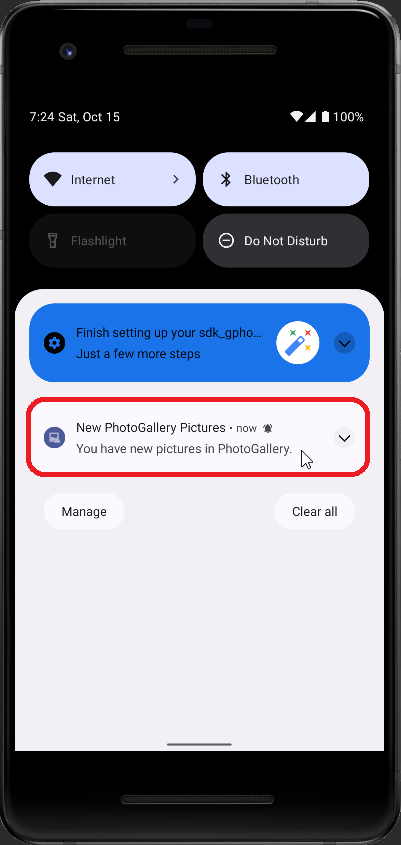 7:24 Sat, Oct 15
100%
Internet
Bluetooth
Flashlight
Do Not Disturb
Finish setting up your sdk_gpho...
Just a few more steps
New PhotoGallery Pictures • now
You have new pictures in PhotoGallery.
Manage
Clear all